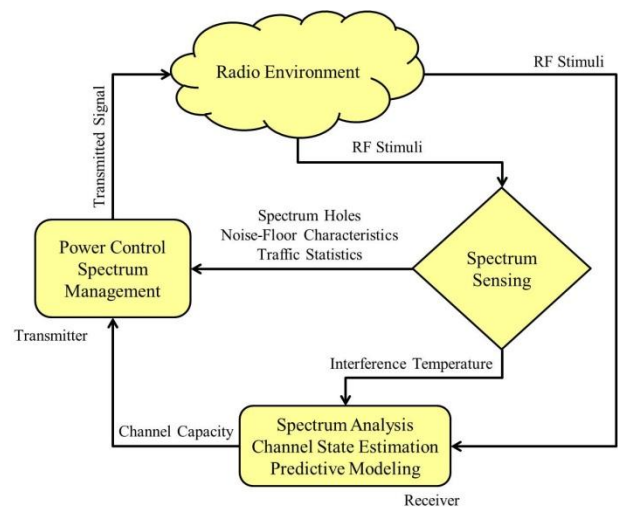 Radio Environment
RF Stimuli
RF Stimuli
Transmitted Signal
Spectrum Holes
Noise-Floor Characteristics
Traffic Statistics
Power Control
Spectrum
Management
Spectrum
Sensing
Transmitter
Interference Temperature
Channel Capacity
Spectrum Analysis
Channel State Estimation
Predictive Modeling
Receiver